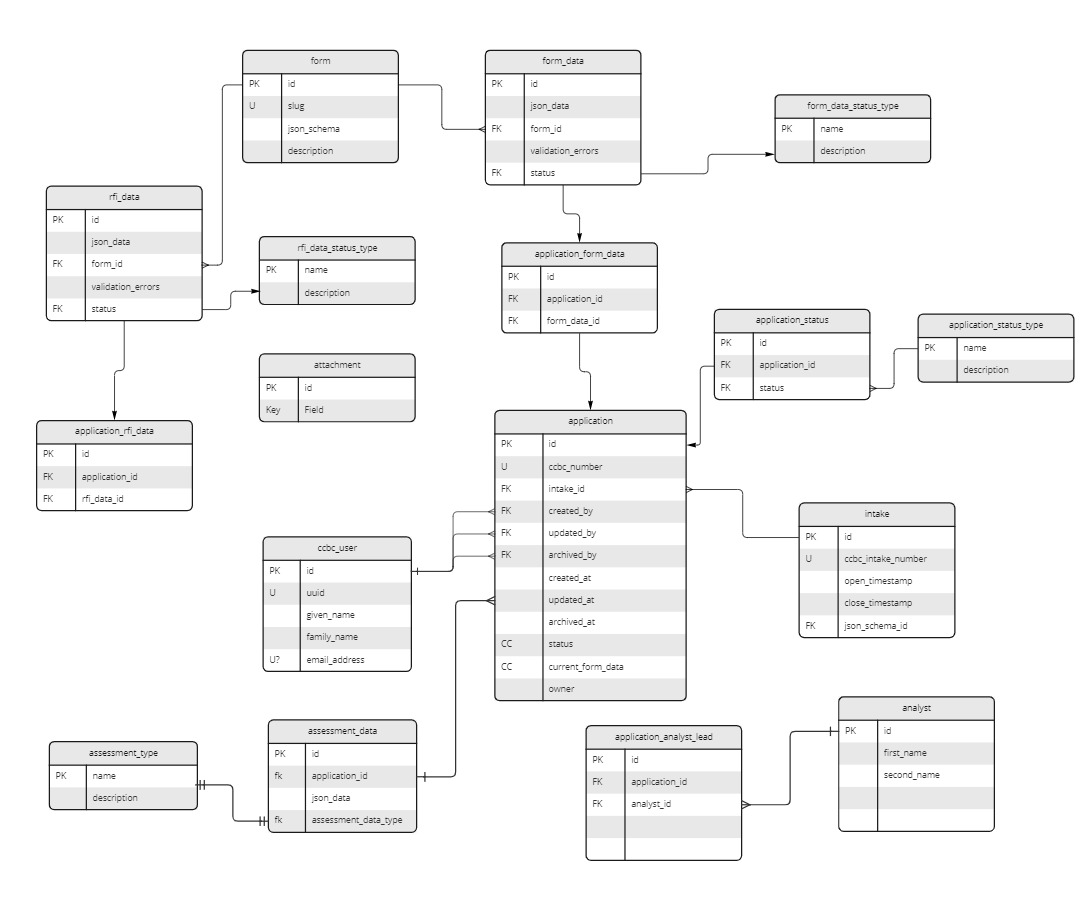 form
PK id
U slug
json_schema
description
form_data
PK id
json_data
FK form_id
validation_errors
FK status
form_data_status_type
PK name
description
rfi_data
PK id
json_data
FK form_id
validation_errors
FK status
rfi_data_status_type
PK name
description
application_form_data
PK id
FK application_id
FK form_data_id
application_status
PK id
FK application_id
FK status
application_status_type
PK name
description
attachment
PK id
Key Field
application_rfi_data
PK id
FK application_id
FK rfi_data_id
application
PK id
U ccbc_number
FK intake_id
FK created_by
FK updated_by
FK archived_by
created_at
updated_at
archived_at
CC status
CC current_form_data
owner
intake
PK id
U ccbc_intake_number
open_timestamp
close_timestamp
FK json_schema_id
ccbc_user
PK id
U uuid
given_name
family_name
U? email_address
assessment_type
PK name
description
assessment_data
PK id
fk application_id
json_data
fk assessment_data_type
application_analyst_lead
PK id
FK application_id
FK analyst_id
analyst
PK id
first_name
second_name